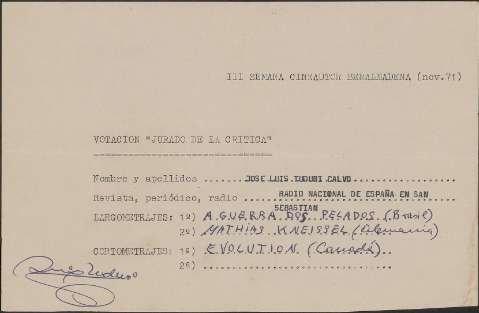 III SEMANA CINEAUTOR BENALMADENA (nov.71)
VOTACION "JURADO DE LA CRITICA"
Nombre y apellidos ....... JOSE LUIS TUDURI CALVO
Revista, periódico, radio RADIO NACIONAL DE ESPAÑA EN SAN
SEBASTIAN
LARGOMETRAJES: 1º) A GUERRA DOS PELADOS (Brasil)
2º) MATHIAS KNEISSEL (Alemania)
CORTOMETRAJES: 1º) EVOLUTION (Canadá)
2º)